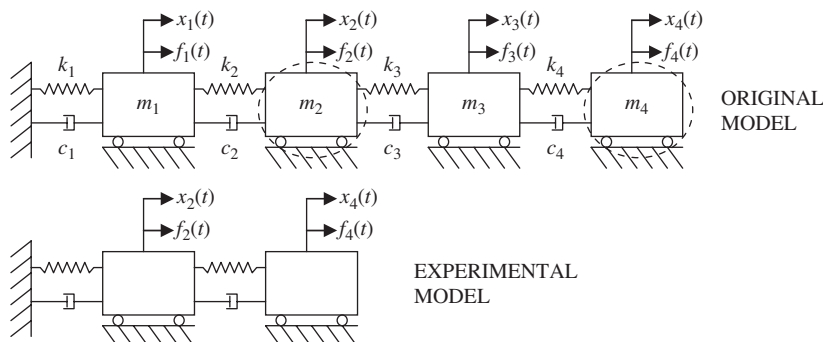 x₁(t) x₂(t) x₃(t) x₄(t)
f₁(t) f₂(t) f₃(t) f₄(t)
k₁ k₂ k₃ k₄
m₁ m₂ m₃ m₄
ORIGINAL
MODEL
c₁ c₂ c₃ c₄
x₂(t) x₄(t)
f₂(t) f₄(t)
EXPERIMENTAL
MODEL